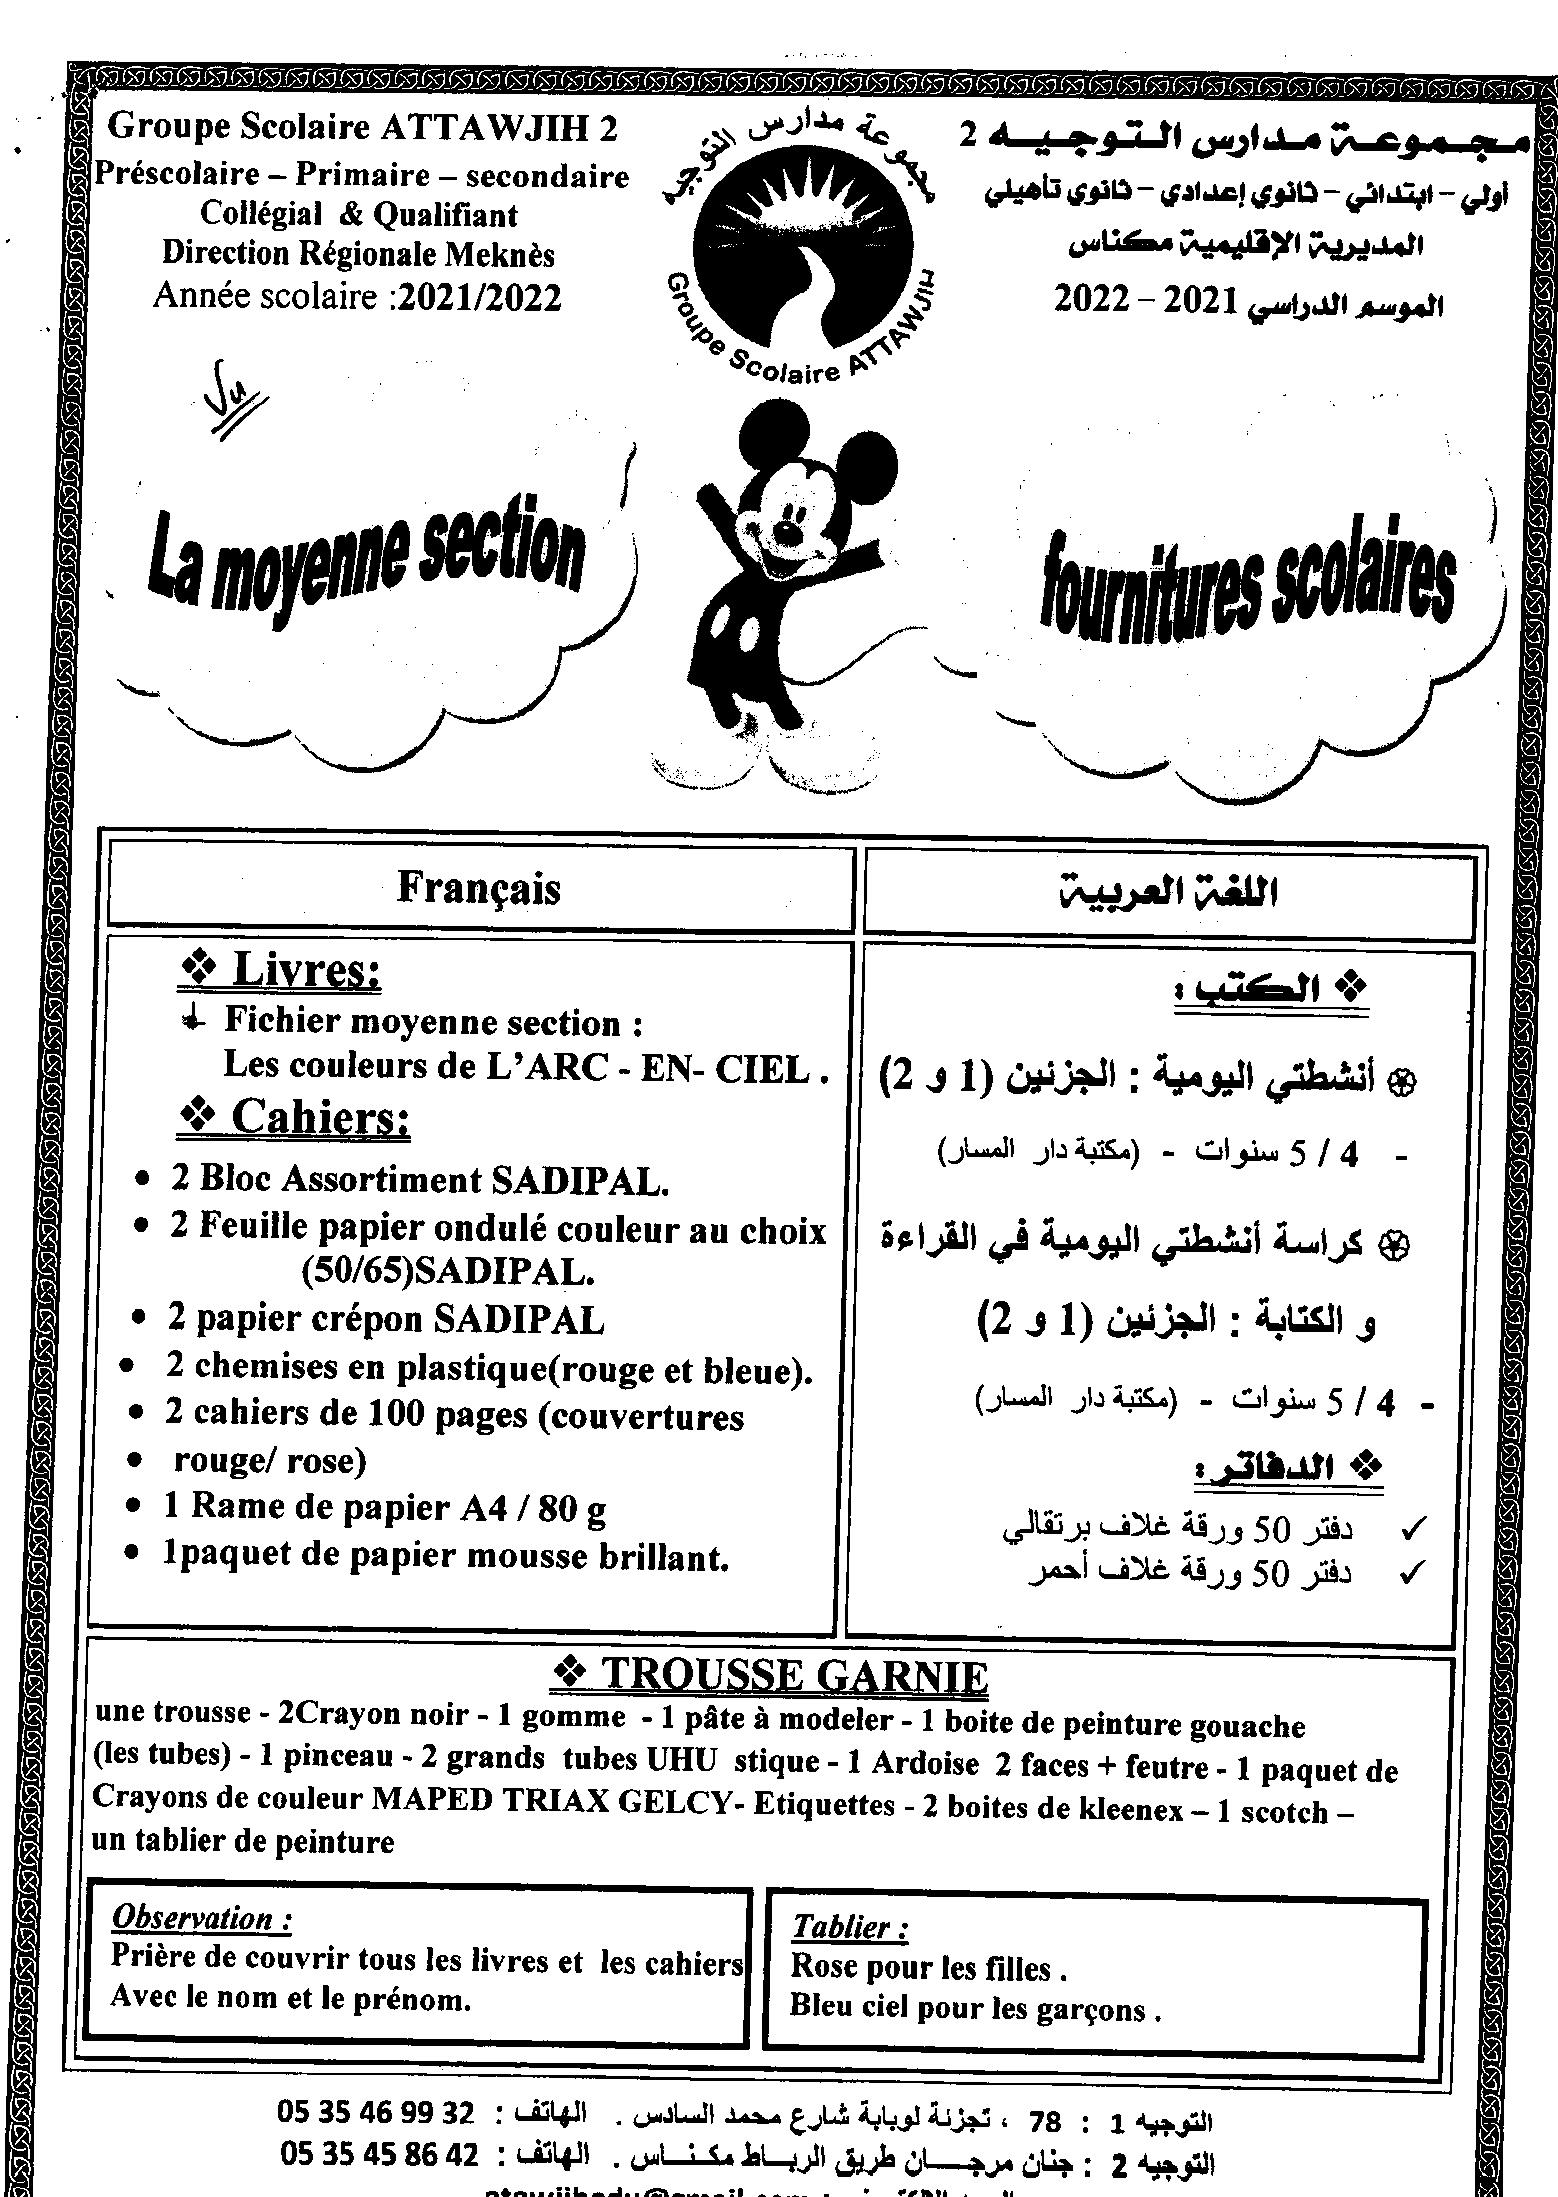 Groupe Scolaire ATTAWJIH 2
Préscolaire – Primaire – secondaire
Collégial & Qualifiant
Direction Régionale Meknès
Année scolaire :2021/2022
مجموعة مدارس التوجيه
Groupe Scolaire ATTAWJIH
مجموعة مدارس التوجيه 2
أولي – ابتدائي – ثانوي إعدادي – ثانوي تأهيلي
المديرية الإقليمية مكناس
الموسم الدراسي 2021 – 2022
Vu
La moyenne section
fournitures scolaires
Français
❖ Livres:
Fichier moyenne section :
Les couleurs de L'ARC - EN- CIEL .
❖ Cahiers:
• 2 Bloc Assortiment SADIPAL.
• 2 Feuille papier ondulé couleur au choix
(50/65)SADIPAL.
• 2 papier crépon SADIPAL
• 2 chemises en plastique(rouge et bleue).
• 2 cahiers de 100 pages (couvertures
• rouge/ rose)
• 1 Rame de papier A4 / 80 g
• 1paquet de papier mousse brillant.
اللغة العربية
❖ الكتب :
أنشطتي اليومية : الجزئين (1 و 2)
- 4 / 5 سنوات - (مكتبة دار المسار)
كراسة أنشطتي اليومية في القراءة
و الكتابة : الجزئين (1 و 2)
- 4 / 5 سنوات - (مكتبة دار المسار)
❖ الدفاتر :
✓ دفتر 50 ورقة غلاف برتقالي
✓ دفتر 50 ورقة غلاف أحمر
❖ TROUSSE GARNIE
une trousse - 2Crayon noir - 1 gomme - 1 pâte à modeler - 1 boite de peinture gouache
(les tubes) - 1 pinceau - 2 grands tubes UHU stique - 1 Ardoise 2 faces + feutre - 1 paquet de
Crayons de couleur MAPED TRIAX GELCY- Etiquettes - 2 boites de kleenex – 1 scotch –
un tablier de peinture
Observation :
Prière de couvrir tous les livres et les cahiers
Avec le nom et le prénom.
Tablier :
Rose pour les filles .
Bleu ciel pour les garçons .
التوجيه 1 : 78 ، تجزئة لوبابة شارع محمد السادس . الهاتف : 05 35 46 99 32
التوجيه 2 : جنان مرجان طريق الرباط مكناس . الهاتف : 05 35 45 86 42